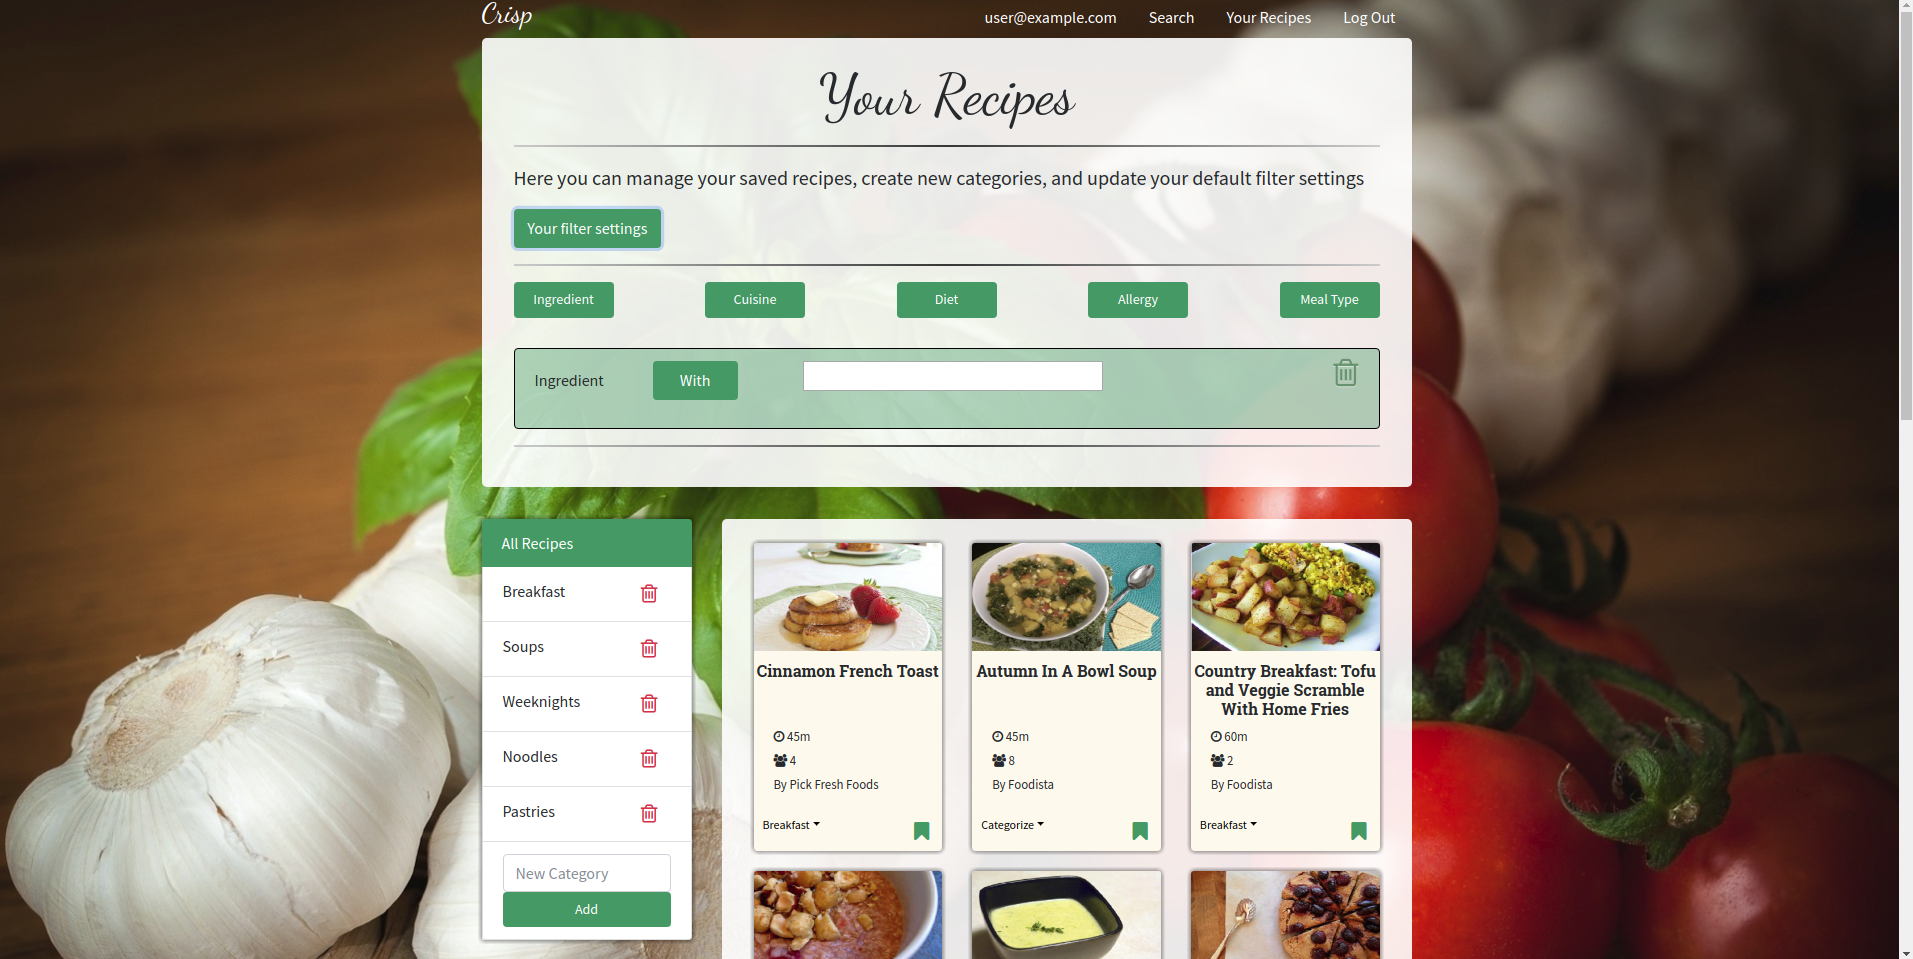 Crisp
user@example.com Search Your Recipes Log Out
Your Recipes
Here you can manage your saved recipes, create new categories, and update your default filter settings
Your filter settings
Ingredient Cuisine Diet Allergy Meal Type
Ingredient With
All Recipes
Breakfast
Soups
Weeknights
Noodles
Pastries
New Category
Add
Cinnamon French Toast
45m
4
By Pick Fresh Foods
Breakfast
Autumn In A Bowl Soup
45m
8
By Foodista
Categorize
Country Breakfast: Tofu
and Veggie Scramble
With Home Fries
60m
2
By Foodista
Breakfast